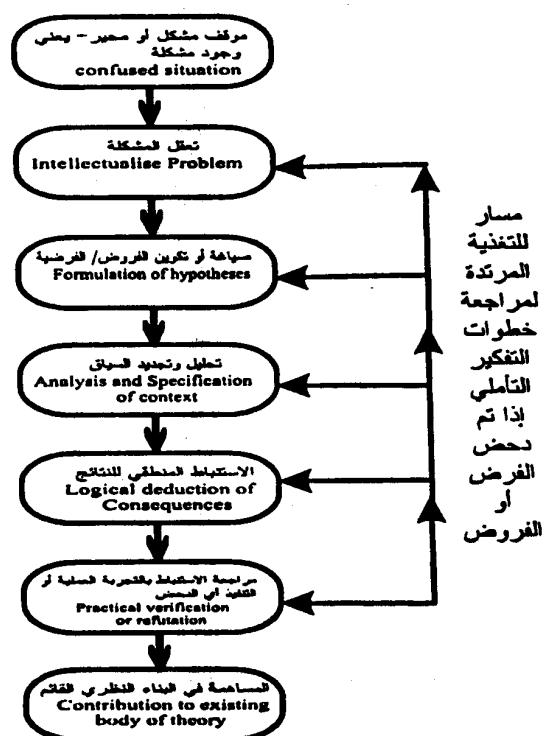 موقف مشكل أو محير – يعني
وجود مشكلة
confused situation
تعقل المشكلة
Intellectualise Problem
صياغة أو تكوين الفروض/ الفرضية
Formulation of hypotheses
تحليل وتحديد السياق
Analysis and Specification
of context
الاستنباط المنطقي للنتائج
Logical deduction of
Consequences
مراجعة الاستنباط بالتجربة العملية أو
التنفيذ أي الدحض
Practical verification
or refutation
المساهمة في البناء النظري القائم
Contribution to existing
body of theory
مسار
للتغذية
المرتدة
لمراجعة
خطوات
التفكير
التأملي
إذا تم
دحض
الفرض
أو
الفروض